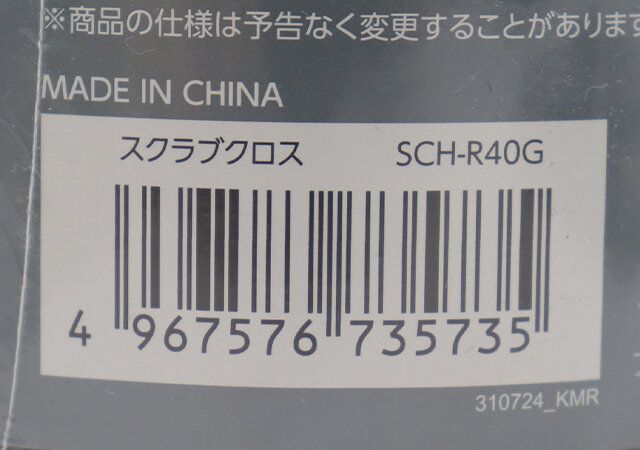 ※商品の仕様は予告なく変更することがあります
MADE IN CHINA
スクラブクロス SCH-R40G
4 967576 735735
310724_KMR